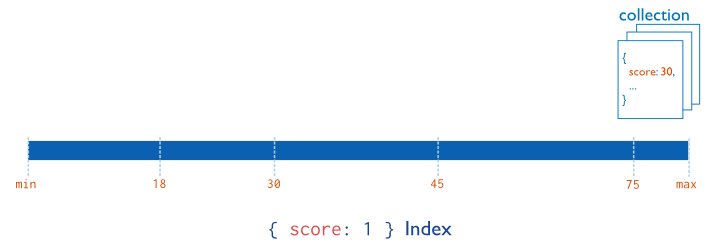 collection
{
score: 30,
...
}
min 18 30 45 75 max
{ score: 1 } Index